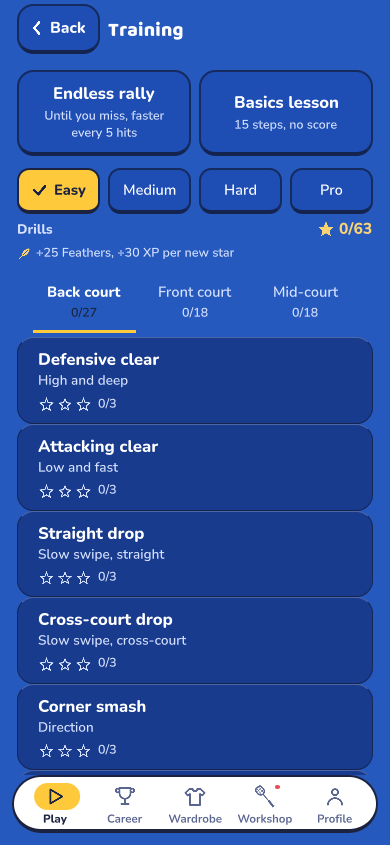 Back
Training
Endless rally
Until you miss, faster
every 5 hits
Basics lesson
15 steps, no score
Easy
Medium
Hard
Pro
Drills
0/63
+25 Feathers, +30 XP per new star
Back court
0/27
Front court
0/18
Mid-court
0/18
Defensive clear
High and deep
0/3
Attacking clear
Low and fast
0/3
Straight drop
Slow swipe, straight
0/3
Cross-court drop
Slow swipe, cross-court
0/3
Corner smash
Direction
0/3
Play
Career
Wardrobe
Workshop
Profile